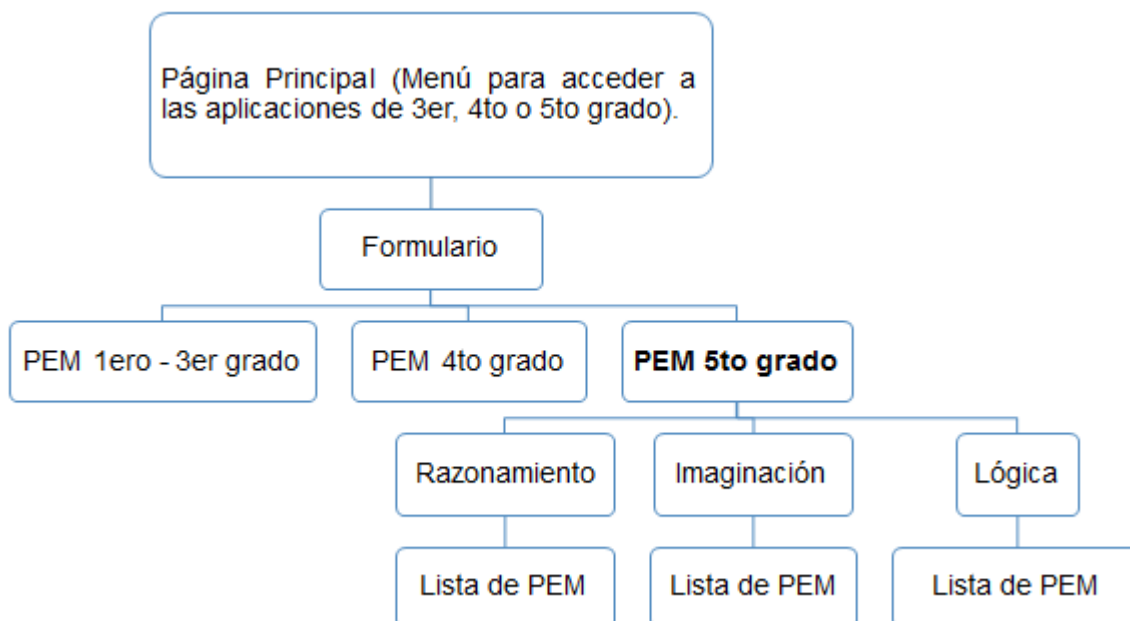 Página Principal (Menú para acceder a
las aplicaciones de 3er, 4to o 5to grado).
Formulario
PEM 1ero - 3er grado
PEM 4to grado
PEM 5to grado
Razonamiento
Imaginación
Lógica
Lista de PEM
Lista de PEM
Lista de PEM